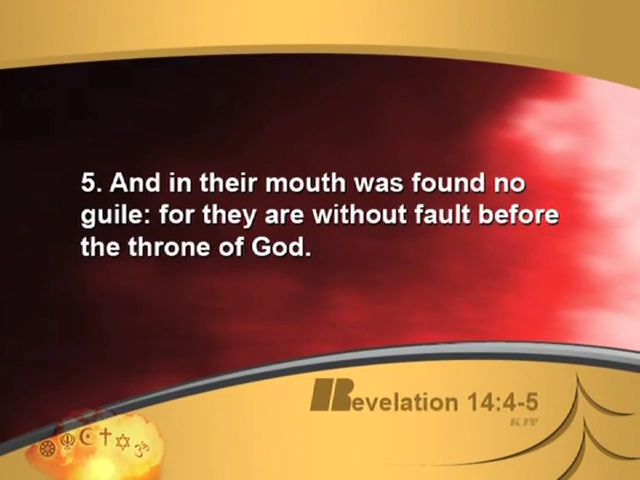 5. And in their mouth was found no
guile: for they are without fault before
the throne of God.
Revelation 14:4-5
KJV